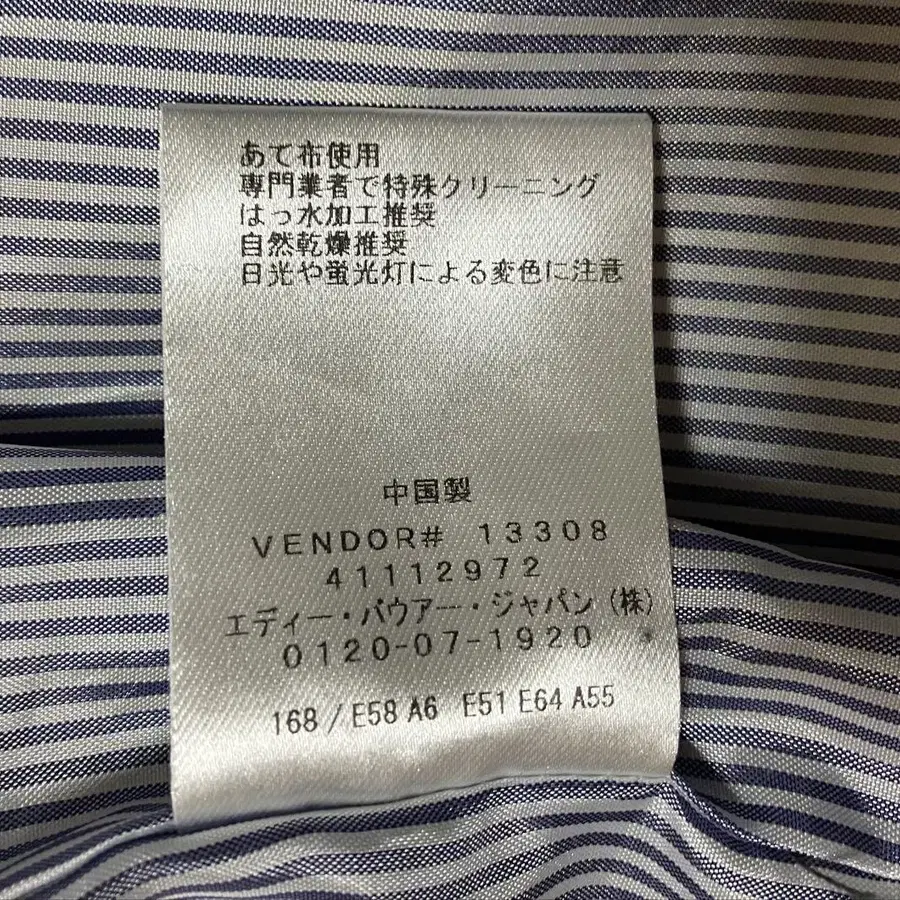 あて布使用
専門業者で特殊クリーニング
はっ水加工推奨
自然乾燥推奨
日光や蛍光灯による変色に注意
中国製
VENDOR# 13308
41112972
エディー・バウアー・ジャパン(株)
0120-07-1920
168/E58 A6 E51 E64 A55